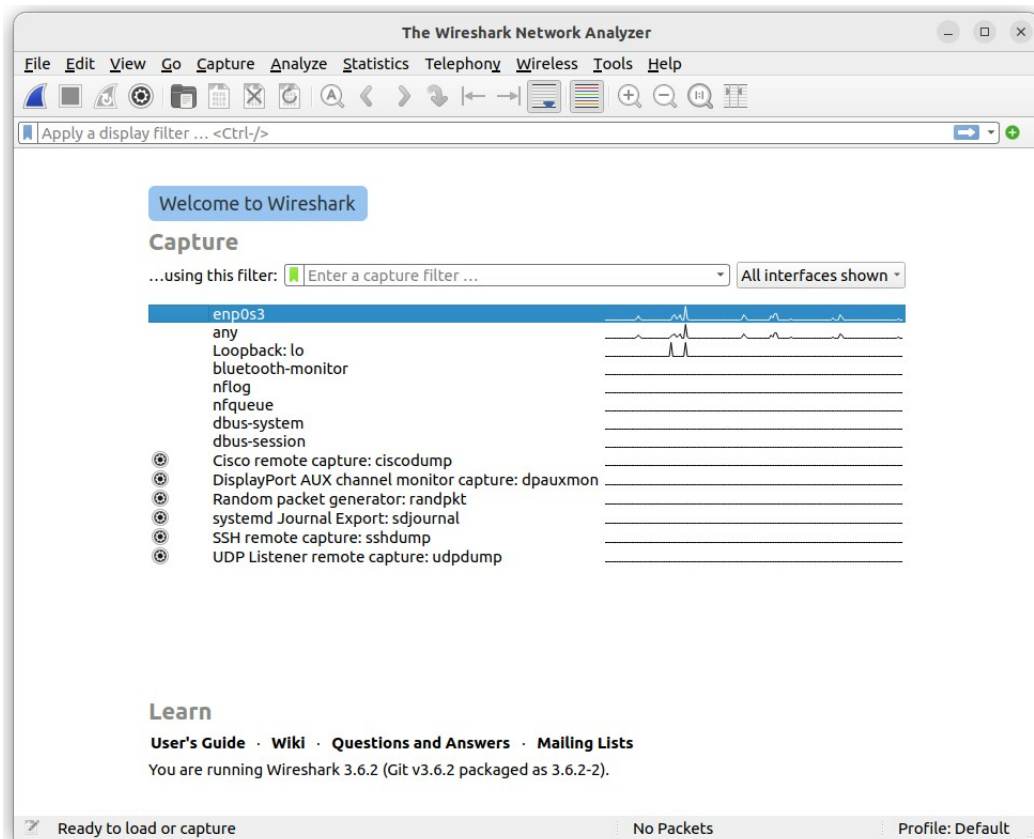 The Wireshark Network Analyzer
File Edit View Go Capture Analyze Statistics Telephony Wireless Tools Help
Apply a display filter … <Ctrl-/>
Welcome to Wireshark
Capture
…using this filter: Enter a capture filter … All interfaces shown
enp0s3
any
Loopback: lo
bluetooth-monitor
nflog
nfqueue
dbus-system
dbus-session
Cisco remote capture: ciscodump
DisplayPort AUX channel monitor capture: dpauxmon
Random packet generator: randpkt
systemd Journal Export: sdjournal
SSH remote capture: sshdump
UDP Listener remote capture: udpdump
Learn
User's Guide · Wiki · Questions and Answers · Mailing Lists
You are running Wireshark 3.6.2 (Git v3.6.2 packaged as 3.6.2-2).
Ready to load or capture No Packets Profile: Default